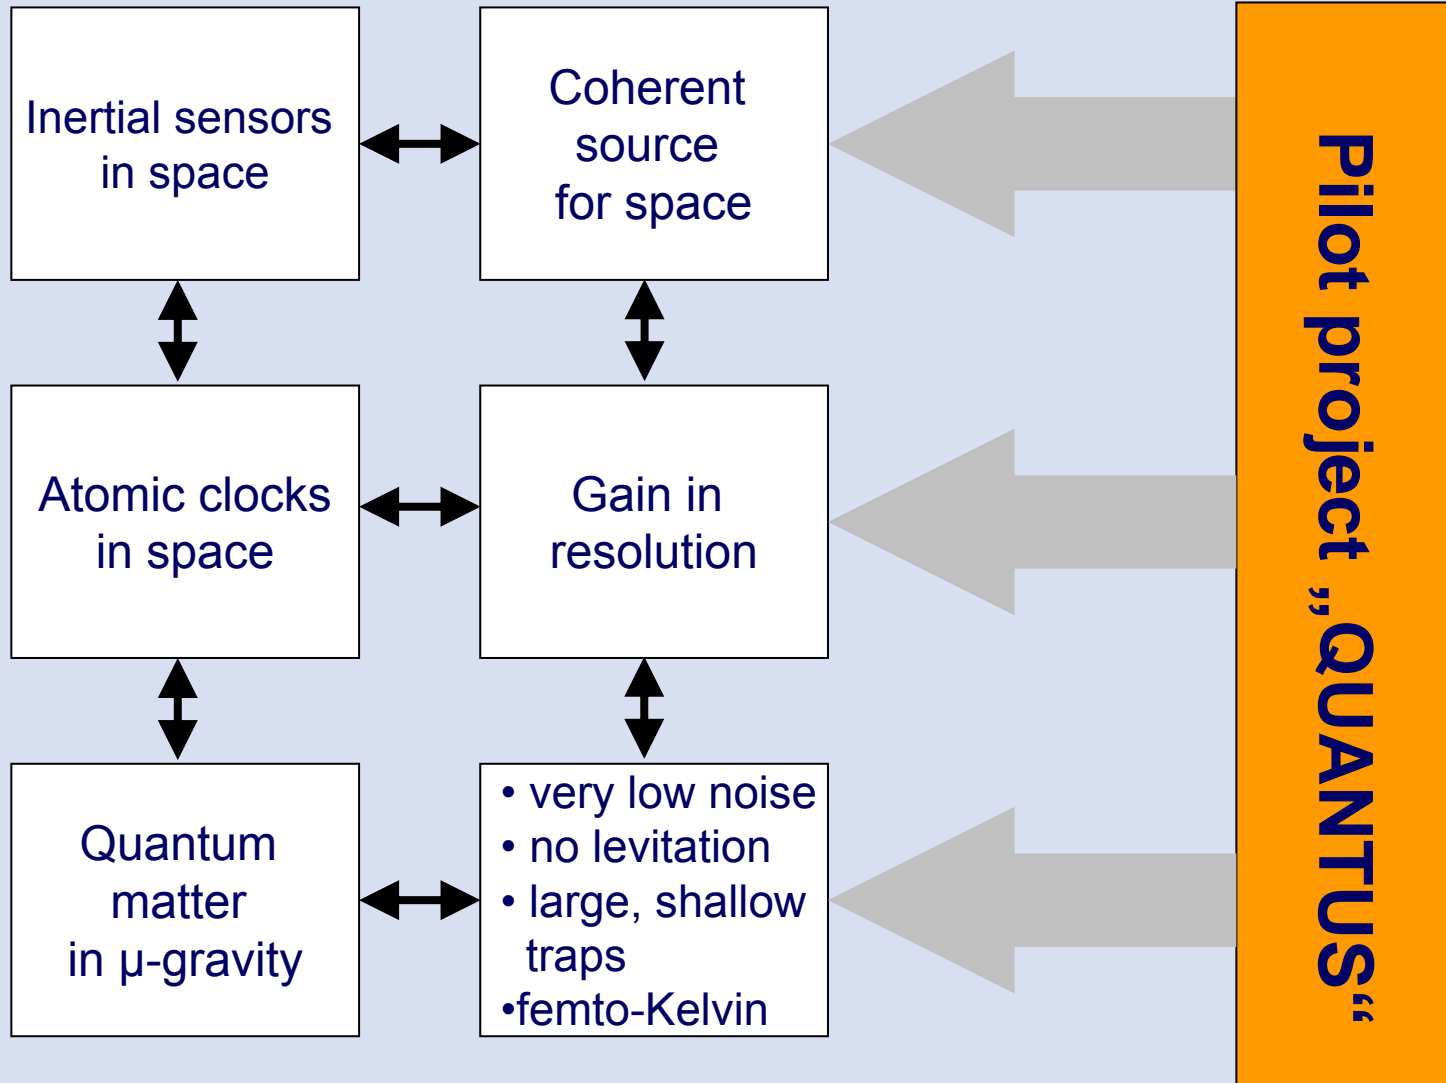 Inertial sensors
in space
Coherent
source
for space
Atomic clocks
in space
Gain in
resolution
Quantum
matter
in µ-gravity
• very low noise
• no levitation
• large, shallow
traps
•femto-Kelvin
Pilot project „QUANTUS“